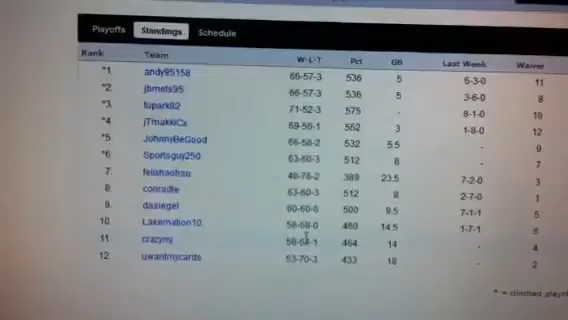 Playoffs Standings Schedule
Rank Team W-L-T Pct GB Last Week Waiver
*1 andy95158 66-57-3 536 5 5-3-0 11
*2 jbmets95 66-57-3 536 5 3-6-0 8
*3 tupark82 71-52-3 575 - 8-1-0 10
*4 jTmakkiCx 69-56-1 552 3 1-8-0 12
*5 JohnnyBeGood 66-58-2 532 5.5 - 9
*6 Sportsguy250 63-60-3 512 8 - 7
7 48-76-2 389 23.5 7-2-0 3
8 conradie 63-60-3 512 8 2-7-0 1
9 dasiegel 60-60-6 500 9.5 7-1-1 5
10 Lakernation10 58-68-0 460 14.5 1-7-1 6
11 crazymj 464 14 - 4
12 uwantmycards 53-70-3 433 18 - 2
* = clinched